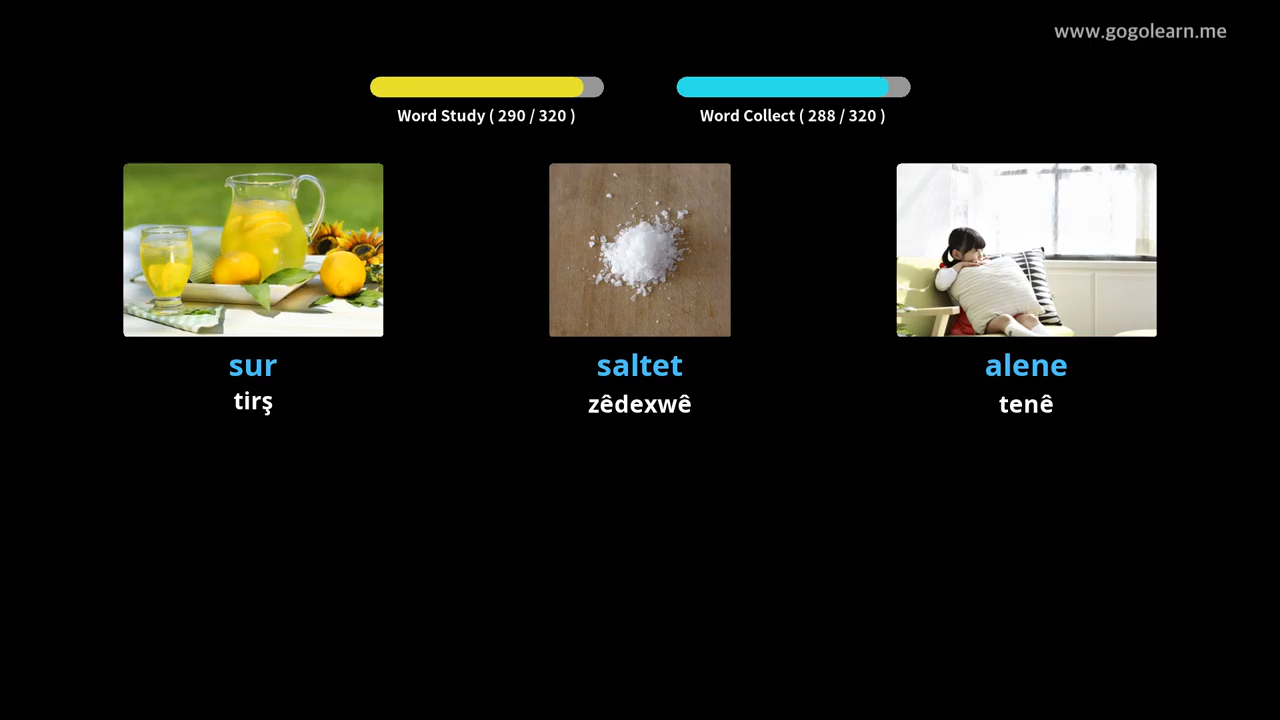 www.gogolearn.me
Word Study ( 290 / 320 )
Word Collect ( 288 / 320 )
sur
saltet
alene
tirş
zêdexwê
tenê